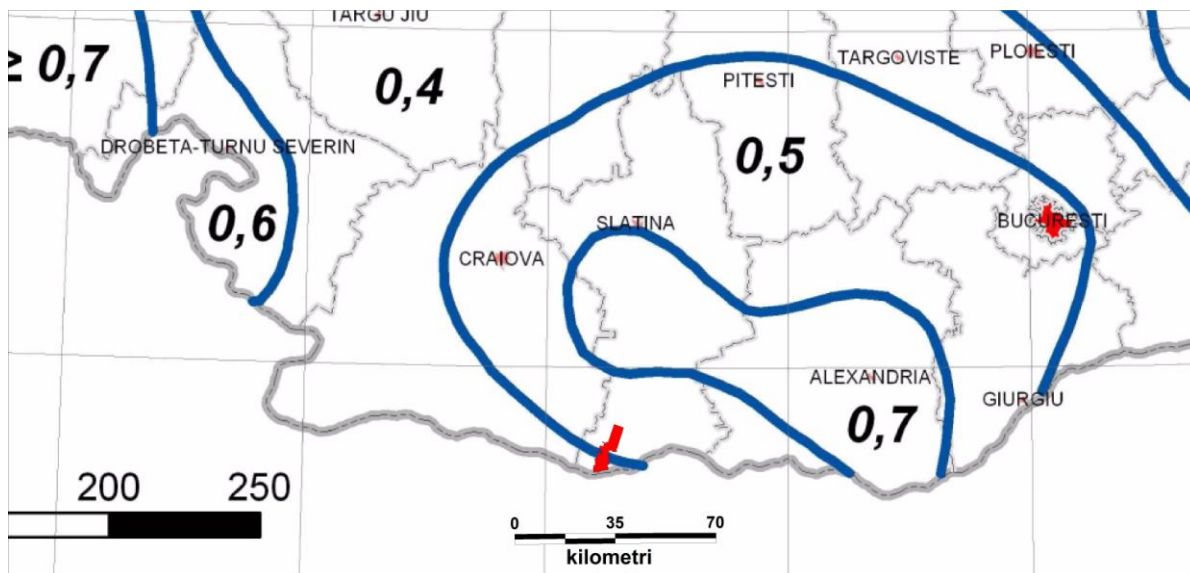 TARGU JIU
≥ 0,7
0,4
TARGOVISTE
PLOIESTI
PITESTI
DROBETA-TURNU SEVERIN
0,5
0,6
SLATINA
BUCURESTI
CRAIOVA
ALEXANDRIA
GIURGIU
0,7
200 250
0 35 70
kilometri